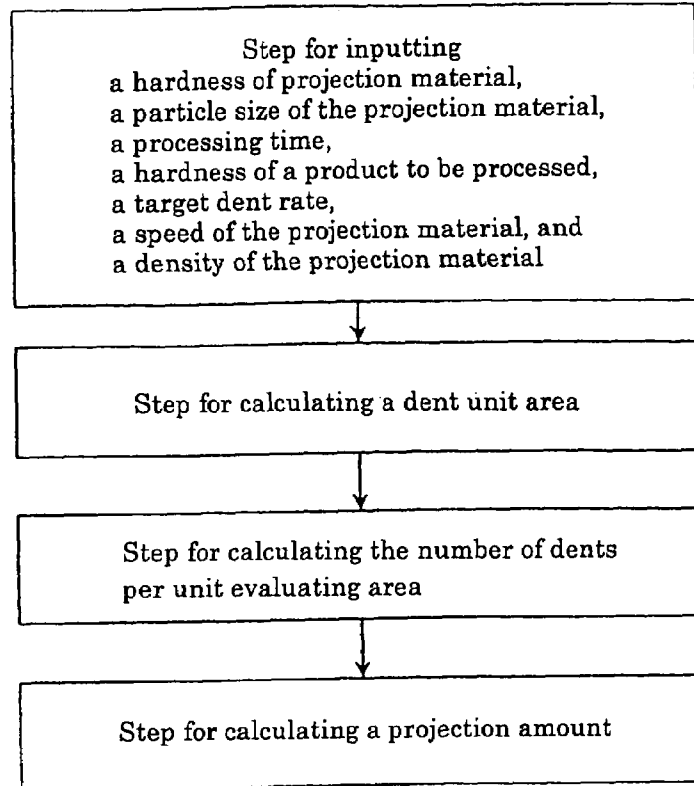 Step for inputting
a hardness of projection material,
a particle size of the projection material,
a processing time,
a hardness of a product to be processed,
a target dent rate,
a speed of the projection material, and
a density of the projection material
Step for calculating a dent unit area
Step for calculating the number of dents
per unit evaluating area
Step for calculating a projection amount